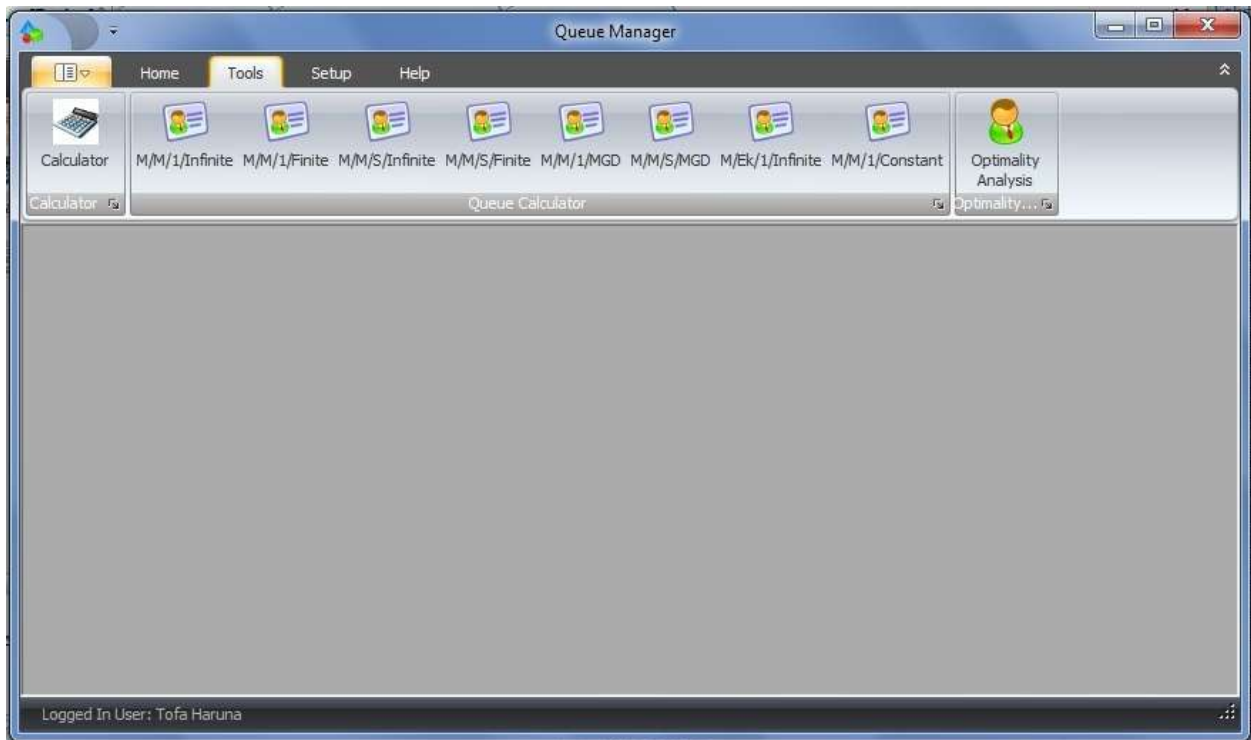 Queue Manager
Home Tools Setup Help
Calculator M/M/1/Infinite M/M/1/Finite M/M/S/Infinite M/M/S/Finite M/M/1/MGD M/M/S/MGD M/Ek/1/Infinite M/M/1/Constant Optimality
Analysis
Calculator Queue Calculator Optimality...
Logged In User: Tofa Haruna